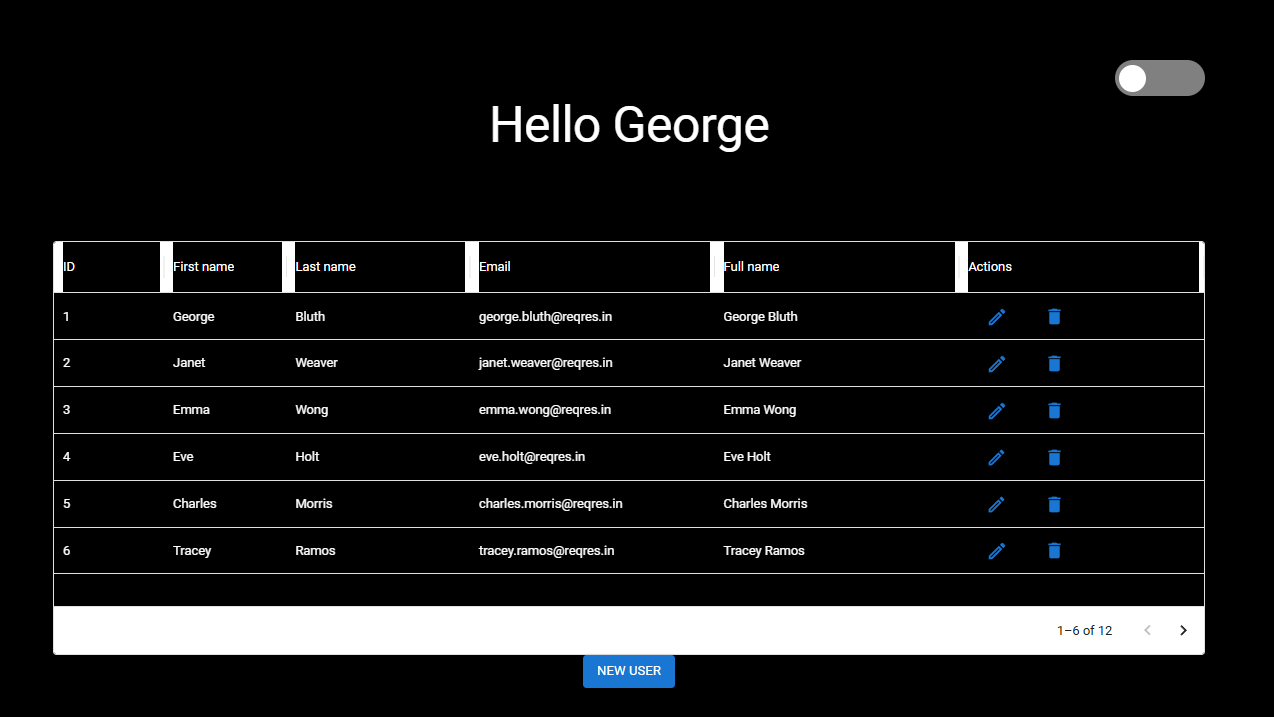 Hello George
ID First name Last name Email Full name Actions
1 George Bluth george.bluth@reqres.in George Bluth
2 Janet Weaver janet.weaver@reqres.in Janet Weaver
3 Emma Wong emma.wong@reqres.in Emma Wong
4 Eve Holt eve.holt@reqres.in Eve Holt
5 Charles Morris charles.morris@reqres.in Charles Morris
6 Tracey Ramos tracey.ramos@reqres.in Tracey Ramos
1–6 of 12
NEW USER